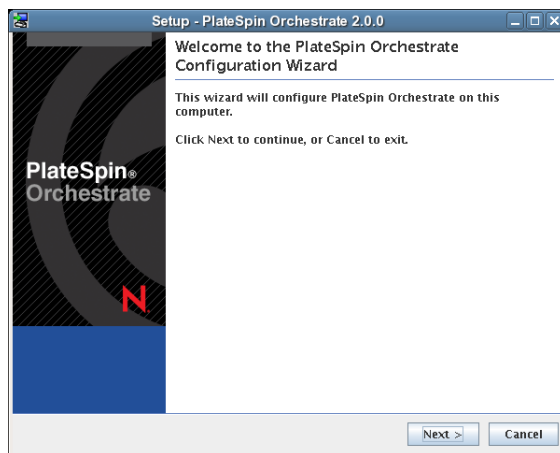 Setup - PlateSpin Orchestrate 2.0.0
Welcome to the PlateSpin Orchestrate
Configuration Wizard
This wizard will configure PlateSpin Orchestrate on this
computer.
Click Next to continue, or Cancel to exit.
PlateSpin®
Orchestrate
N.
Next >
Cancel